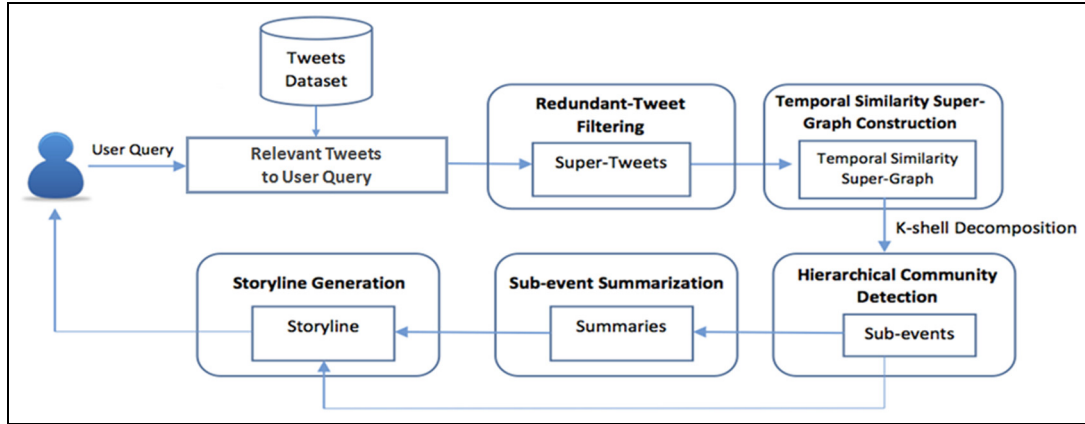 Tweets
Dataset
User Query
Relevant Tweets
to User Query
Redundant-Tweet
Filtering
Super-Tweets
Temporal Similarity Super-
Graph Construction
Temporal Similarity
Super-Graph
K-shell Decomposition
Hierarchical Community
Detection
Sub-events
Sub-event Summarization
Summaries
Storyline Generation
Storyline